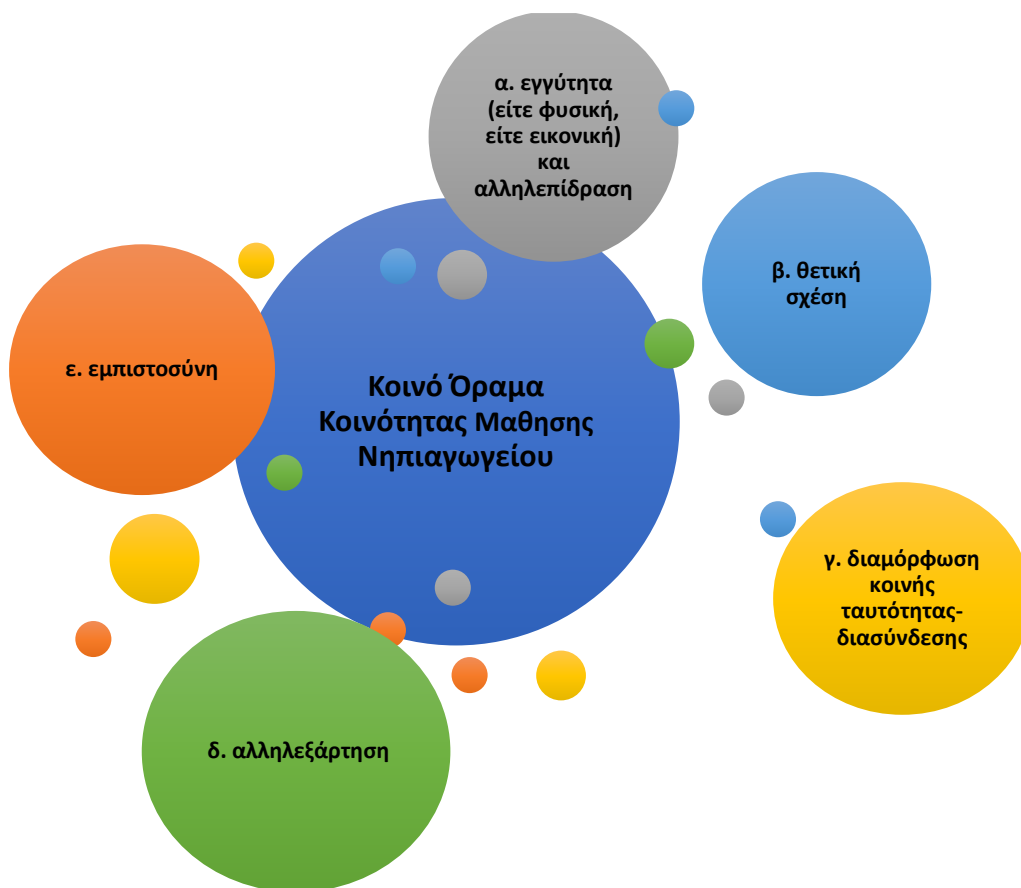 α. εγγύτητα
(είτε φυσική,
είτε εικονική)
και
αλληλεπίδραση
β. θετική
σχέση
ε. εμπιστοσύνη
Κοινό Όραμα
Κοινότητας Μαθησης
Νηπιαγωγείου
γ. διαμόρφωση
κοινής
ταυτότητας-
διασύνδεσης
δ. αλληλεξάρτηση